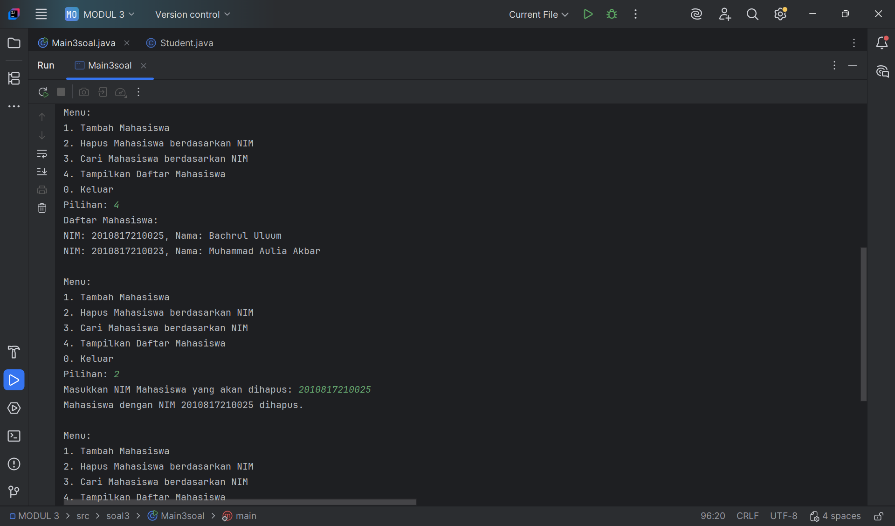 MO MODUL 3 Version control Current File
Main3soal.java Student.java
Run Main3soal
Menu:
1. Tambah Mahasiswa
2. Hapus Mahasiswa berdasarkan NIM
3. Cari Mahasiswa berdasarkan NIM
4. Tampilkan Daftar Mahasiswa
0. Keluar
Pilihan: 4
Daftar Mahasiswa:
NIM: 2010817210025, Nama: Bachrul Uluum
NIM: 2010817210023, Nama: Muhammad Aulia Akbar
Menu:
1. Tambah Mahasiswa
2. Hapus Mahasiswa berdasarkan NIM
3. Cari Mahasiswa berdasarkan NIM
4. Tampilkan Daftar Mahasiswa
0. Keluar
Pilihan: 2
Masukkan NIM Mahasiswa yang akan dihapus: 2010817210025
Mahasiswa dengan NIM 2010817210025 dihapus.
Menu:
1. Tambah Mahasiswa
2. Hapus Mahasiswa berdasarkan NIM
3. Cari Mahasiswa berdasarkan NIM
4. Tampilkan Daftar Mahasiswa
MODUL 3 > src > soal3 > Main3soal > main 96:20 CRLF UTF-8 4 spaces